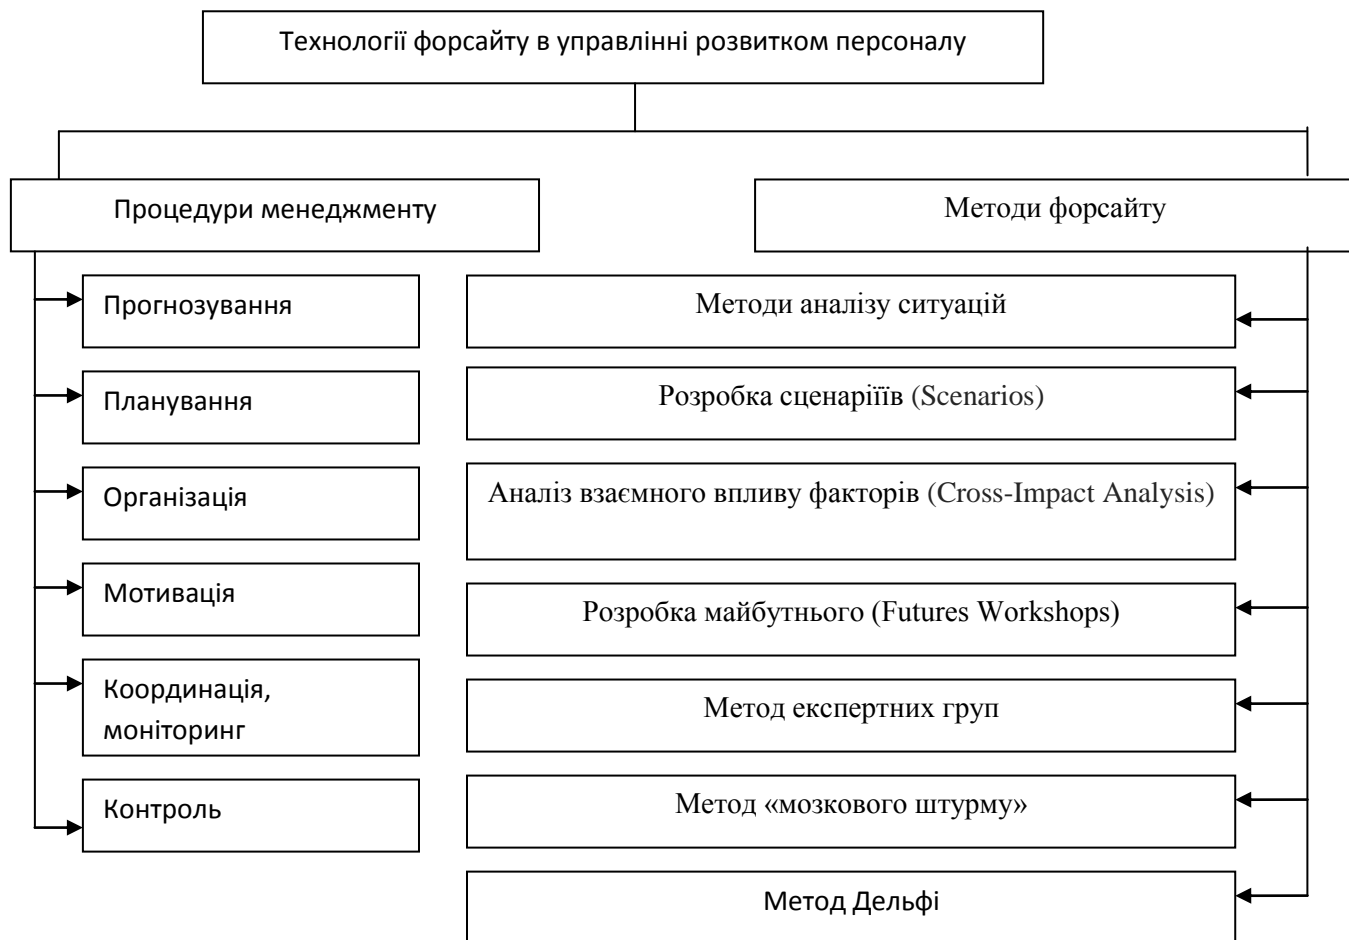 Технології форсайту в управлінні розвитком персоналу
Процедури менеджменту
Методи форсайту
Прогнозування
Методи аналізу ситуацій
Планування
Розробка сценаріїїв (Scenarios)
Організація
Аналіз взаємного впливу факторів (Cross-Impact Analysis)
Мотивація
Розробка майбутнього (Futures Workshops)
Координація,
моніторинг
Метод експертних груп
Контроль
Метод «мозкового штурму»
Метод Дельфі